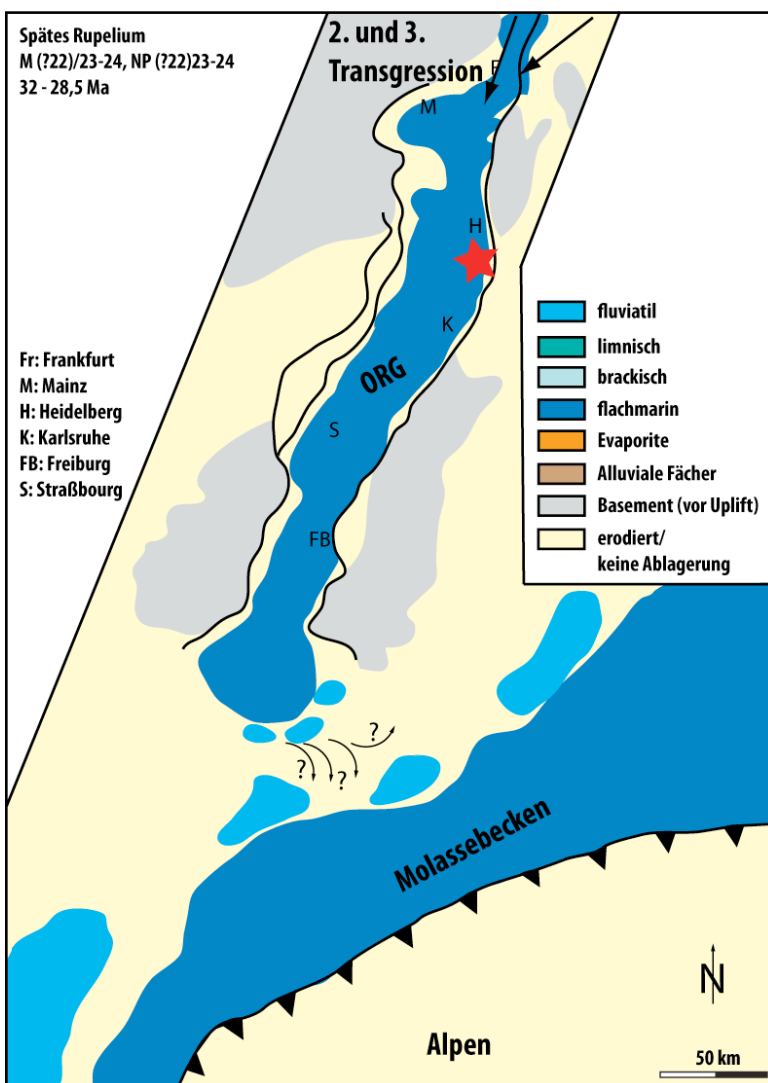 Spätes Rupelium
M (?22)/23-24, NP (?22)23-24
32 - 28,5 Ma
2. und 3.
Transgression
F
M
H
K
ORG
S
FB
Fr: Frankfurt
M: Mainz
H: Heidelberg
K: Karlsruhe
FB: Freiburg
S: Straßbourg
fluviatil
limnisch
brackisch
flachmarin
Evaporite
Alluviale Fächer
Basement (vor Uplift)
erodiert/
keine Ablagerung
?
?
?
Molassebecken
Alpen
N
50 km